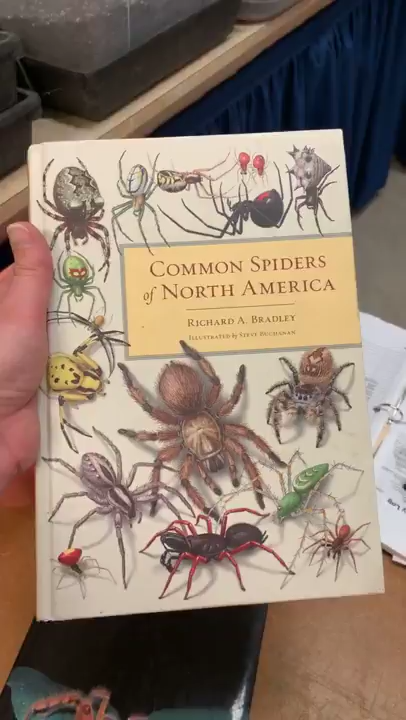 COMMON SPIDERS
of NORTH AMERICA
RICHARD A. BRADLEY
ILLUSTRATED by STEVE BUCHANAN